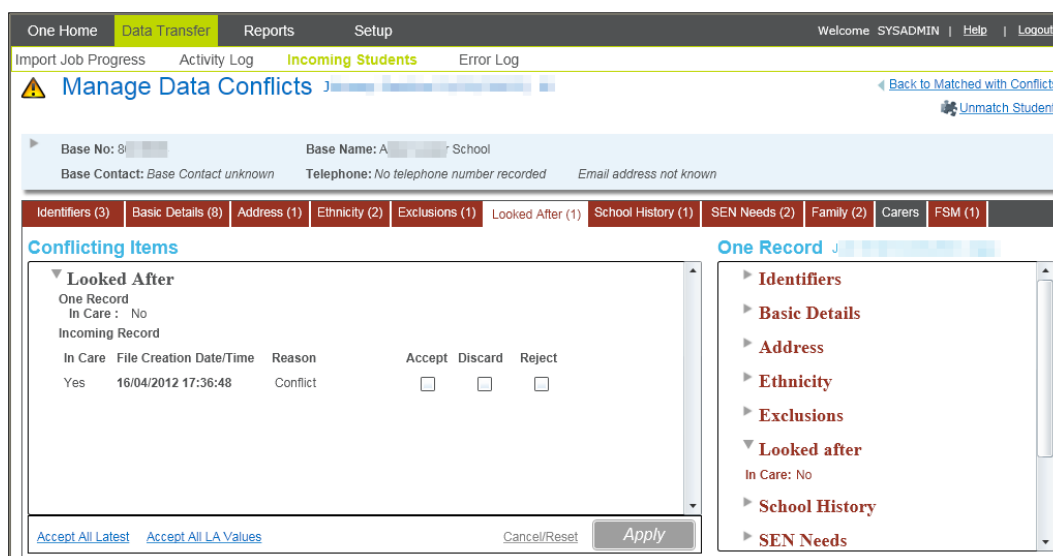 One Home Data Transfer Reports Setup Welcome SYSADMIN | Help | Logout
Import Job Progress Activity Log Incoming Students Error Log
Manage Data Conflicts
Back to Matched with Conflicts
Unmatch Student
Base No: 8 Base Name: A School
Base Contact: Base Contact unknown Telephone: No telephone number recorded Email address not known
Identifiers (3) Basic Details (8) Address (1) Ethnicity (2) Exclusions (1) Looked After (1) School History (1) SEN Needs (2) Family (2) Carers FSM (1)
Conflicting Items
Looked After
One Record
In Care : No
Incoming Record
In Care File Creation Date/Time Reason Accept Discard Reject
Yes 16/04/2012 17:36:48 Conflict
Accept All Latest Accept All LA Values Cancel/Reset Apply
One Record J
Identifiers
Basic Details
Address
Ethnicity
Exclusions
Looked after
In Care: No
School History
SEN Needs